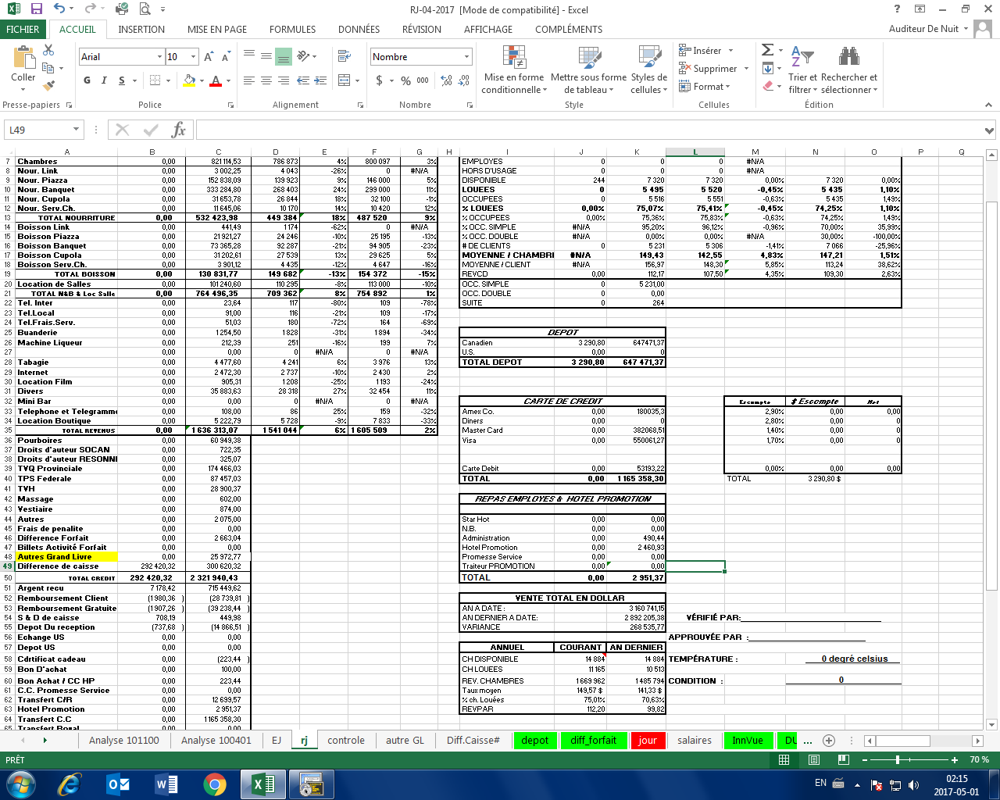 RJ-04-2017 [Mode de compatibilité] - Excel
FICHIER ACCUEIL INSERTION MISE EN PAGE FORMULES DONNÉES RÉVISION AFFICHAGE COMPLÉMENTS Auditeur De Nuit
Coller Arial 10 Nombre Insérer Supprimer Format
G I S $ % 000
Mise en forme conditionnelle Mettre sous forme de tableau Styles de cellules Trier et filtrer Rechercher et sélectionner
Presse-papiers Police Alignement Nombre Style Cellules Édition
L49 fx
A B C D E F G H I J K L M N O P Q
7 Chambres 0,00 821 114,53 786 873 4% 800 097 3% EMPLOYES 0 0 0 #N/A
8 Nour. Link 0,00 3 002,25 4 043 -26% 0 #N/A HORS D'USAGE 0 0 0 #N/A
9 Nour. Piazza 0,00 152 838,09 139 923 9% 146 000 5% DISPONIBLE 244 7 320 7 320 0,00% 7 320 0,00%
10 Nour. Banquet 0,00 333 284,80 268 403 24% 299 000 11% LOUEES 0 5 495 5 520 -0,45% 5 435 1,10%
11 Nour. Cupola 0,00 31 653,78 26 844 18% 32 100 -1% OCCUPEES 0 5 516 5 551 -0,63% 5 435 1,49%
12 Nour. Serv.Ch. 0,00 11 645,06 10 170 14% 10 420 12% % LOUEES 0,00% 75,07% 75,41% -0,45% 74,25% 1,10%
13 TOTAL NOURRITURE 0,00 532 423,98 449 384 18% 487 520 9% % OCCUPEES 0,00% 75,36% 75,83% -0,63% 74,25% 1,49%
14 Boisson Link 0,00 441,49 1 174 -62% 0 #N/A % OCC. SIMPLE #N/A 95,20% 96,12% -0,96% 70,00% 35,99%
15 Boisson Piazza 0,00 21 921,27 24 246 -10% 25 195 -13% % OCC. DOUBLE #N/A 0,00% 0,00% #N/A 30,00% -100,00%
16 Boisson Banquet 0,00 73 365,28 92 287 -21% 94 905 -23% # DE CLIENTS 0 5 231 5 306 -1,41% 7 066 -25,96%
17 Boisson Cupola 0,00 31 202,61 27 539 13% 29 625 5% MOYENNE / CHAMBRI #N/A 149,43 142,55 4,83% 147,21 1,51%
18 Boisson Serv.Ch. 0,00 3 901,12 4 435 -12% 4 647 -16% MOYENNE / CLIENT #N/A 156,97 148,30 5,85% 113,24 38,62%
19 TOTAL BOISSON 0,00 130 831,77 149 682 -13% 154 372 -15% REVCD 0,00 112,17 107,50 4,35% 109,30 2,63%
20 Location de Salles 0,00 101 240,60 110 295 -8% 113 000 -10% OCC. SIMPLE 0 5 231,00
21 TOTAL N&B & Loc Salle 0,00 764 496,35 709 362 8% 754 892 1% OCC. DOUBLE 0 0,00
22 Tel. Inter 0,00 23,64 117 -80% 109 -78% SUITE 0 264
23 Tel.Local 0,00 91,00 116 -21% 109 -17%
24 Tel.Frais.Serv. 0,00 51,03 180 -72% 164 -69%
25 Buanderie 0,00 1 254,50 1 828 -31% 1 894 -34% DEPOT
26 Machine Liqueur 0,00 212,39 251 -16% 199 7% Canadien 3 290,80 647471,37
27 0,00 0,00 0 #N/A 0 #N/A U.S. 0,00 0
28 Tabagie 0,00 4 477,60 4 241 6% 3 976 13% TOTAL DEPOT 3 290,80 647 471,37
29 Internet 0,00 2 472,30 2 737 -10% 2 430 2%
30 Location Film 0,00 905,31 1 208 -25% 1 193 -24%
31 Divers 0,00 35 883,63 28 318 27% 32 454 11%
32 Mini Bar 0,00 0,00 0 #N/A 0 #N/A CARTE DE CREDIT Escompte $ Escompte Net
33 Telephone et Telegramme 0,00 108,00 86 25% 159 -32% Amex Co. 0,00 180035,3 2,90% 0,00 0,00
34 Location Boutique 0,00 5 222,79 5 728 -9% 7 833 -33% Diners 0,00 0 2,80% 0,00 0
35 TOTAL REVENUS 0,00 1 636 313,07 1 541 044 6% 1 605 509 2% Master Card 0,00 382068,51 1,40% 0,00 0
36 Pourboires 0,00 60 949,38 Visa 0,00 550061,27 1,70% 0,00 0
37 Droits d'auteur SOCAN 0,00 722,35
38 Droits d'auteur RESONNI 0,00 325,07
39 TVQ Provinciale 0,00 174 466,03 Carte Debit 0,00 53193,22 0,00% 0,00 0,00
40 TPS Federale 0,00 87 457,03 TOTAL 0,00 1 165 358,30 TOTAL 3 290,80 $
41 TVH 0,00 28 900,37
42 Massage 0,00 602,00 REPAS EMPLOYES & HOTEL PROMOTION
43 Vestiaire 0,00 874,00
44 Autres 0,00 2 075,00 Star Hot 0,00 0,00
45 Frais de penalite 0,00 0,00 N.B. 0,00 0,00
46 Difference Forfait 0,00 2 663,04 Administration 0,00 490,44
47 Billets Activité Forfait 0,00 0,00 Hotel Promotion 0,00 2 460,93
48 Autres Grand Livre 0,00 25 972,77 Promesse Service 0,00 0,00
49 Difference de caisse 292 420,32 300 620,32 Traiteur PROMOTION 0,00 0,00
50 TOTAL CREDIT 292 420,32 2 321 940,43 TOTAL 0,00 2 951,37
51 Argent recu 7 178,42 715 449,62
52 Remboursement Client (1 980,36 ) (28 739,81 ) VENTE TOTAL EN DOLLAR
53 Remboursement Gratuite (1 907,26 ) (39 238,44 ) AN A DATE : 3 160 741,15
54 S & D de caisse 708,19 449,98 AN DERNIER A DATE: 2 892 205,38 VÉRIFIÉ PAR:
55 Depot Du reception (737,68 ) (14 866,51 ) VARIANCE 268 535,77
56 Echange US 0,00 0,00 APPROUVÉE PAR :
57 Depot US 0,00 0,00 ANNUEL COURANT AN DERNIER
58 Cdrtificat cadeau 0,00 (223,44 ) CH DISPONIBLE 14 884 14 884 TEMPÉRATURE : 0 degré celsius
59 Bon D'achat 0,00 100,00 CH LOUEES 11 165 10 513
60 Bon Achat / CC HP 0,00 223,44 REV. CHAMBRES 1 669 962 1 485 794 CONDITION : 0
61 C.C. Promesse Service 0,00 0,00 Taux moyen 149,57 $ 141,33 $
62 Transfert C/R 0,00 12 699,57 % ch. Louées 75,01% 70,63%
63 Hotel Promotion 0,00 2 951,37 REVPAR 112,20 99,82
64 Transfert C.C 0,00 1 165 358,30
65 Transfert Royal 0,00 0,00
Analyse 101100 Analyse 100401 EJ rj controle autre GL Diff.Caisse# depot diff_forfait jour salaires InnVue DU ...
PRÊT 70 %
EN 02:15
2017-05-01